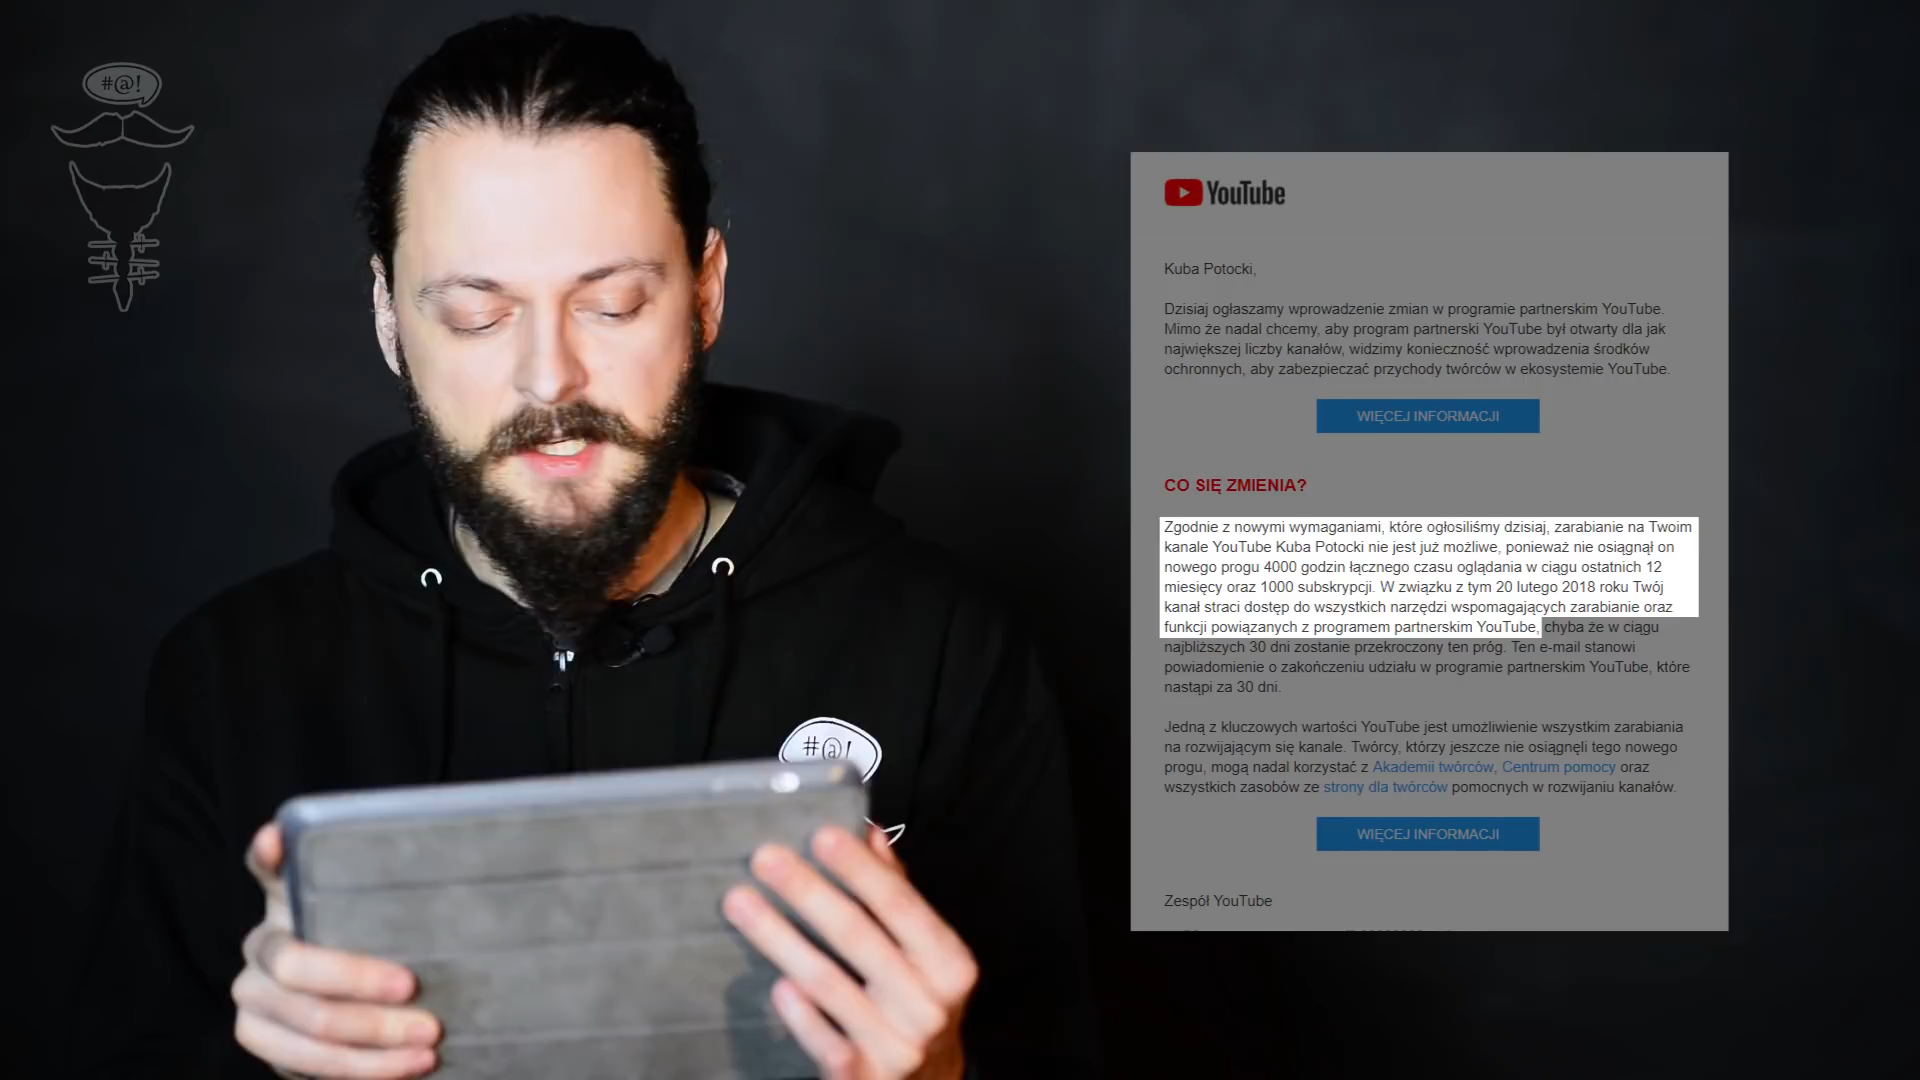 #@!
YouTube
Kuba Potocki,
Dzisiaj ogłaszamy wprowadzenie zmian w programie partnerskim YouTube.
Mimo że nadal chcemy, aby program partnerski YouTube był otwarty dla jak
największej liczby kanałów, widzimy konieczność wprowadzenia środków
ochronnych, aby zabezpieczać przychody twórców w ekosystemie YouTube.
WIĘCEJ INFORMACJI
CO SIĘ ZMIENIA?
Zgodnie z nowymi wymaganiami, które ogłosiliśmy dzisiaj, zarabianie na Twoim
kanale YouTube Kuba Potocki nie jest już możliwe, ponieważ nie osiągnął on
nowego progu 4000 godzin łącznego czasu oglądania w ciągu ostatnich 12
miesięcy oraz 1000 subskrypcji. W związku z tym 20 lutego 2018 roku Twój
kanał straci dostęp do wszystkich narzędzi wspomagających zarabianie oraz
funkcji powiązanych z programem partnerskim YouTube, chyba że w ciągu
najbliższych 30 dni zostanie przekroczony ten próg. Ten e-mail stanowi
powiadomienie o zakończeniu udziału w programie partnerskim YouTube, które
nastąpi za 30 dni.
Jedną z kluczowych wartości YouTube jest umożliwienie wszystkim zarabiania
na rozwijającym się kanale. Twórcy, którzy jeszcze nie osiągnęli tego nowego
progu, mogą nadal korzystać z Akademii twórców, Centrum pomocy oraz
wszystkich zasobów ze strony dla twórców pomocnych w rozwijaniu kanałów.
WIĘCEJ INFORMACJI
Zespół YouTube
#@!